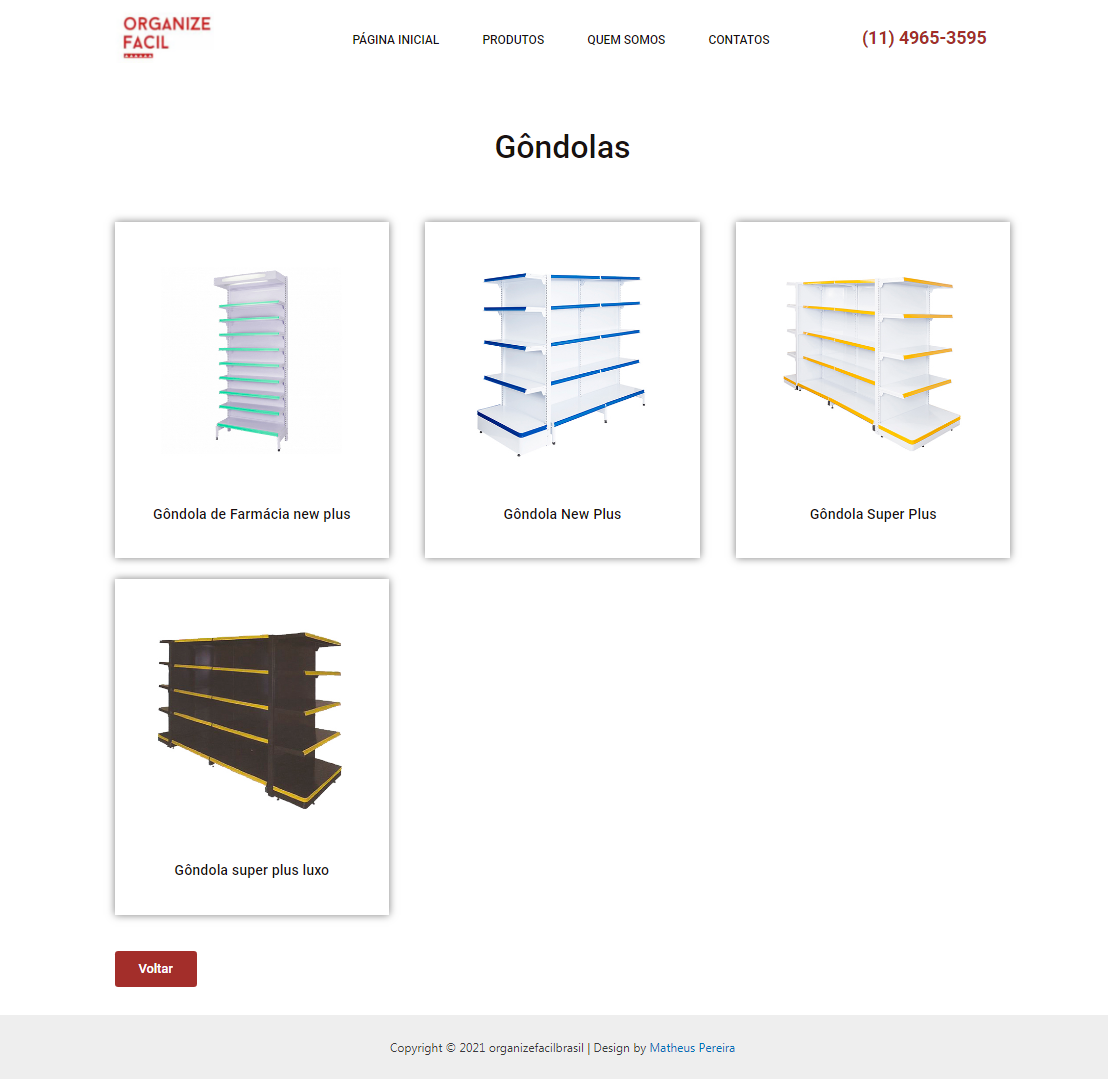 ORGANIZE
FACIL
PÁGINA INICIAL
PRODUTOS
QUEM SOMOS
CONTATOS
(11) 4965-3595
Gôndolas
Gôndola de Farmácia new plus
Gôndola New Plus
Gôndola Super Plus
Gôndola super plus luxo
Voltar
Copyright © 2021 organizefacilbrasil | Design by Matheus Pereira